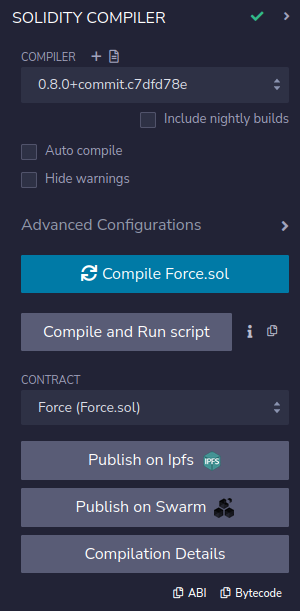 SOLIDITY COMPILER
COMPILER
0.8.0+commit.c7dfd78e
Include nightly builds
Auto compile
Hide warnings
Advanced Configurations
Compile Force.sol
Compile and Run script
CONTRACT
Force (Force.sol)
Publish on Ipfs IPFS
Publish on Swarm
Compilation Details
ABI Bytecode